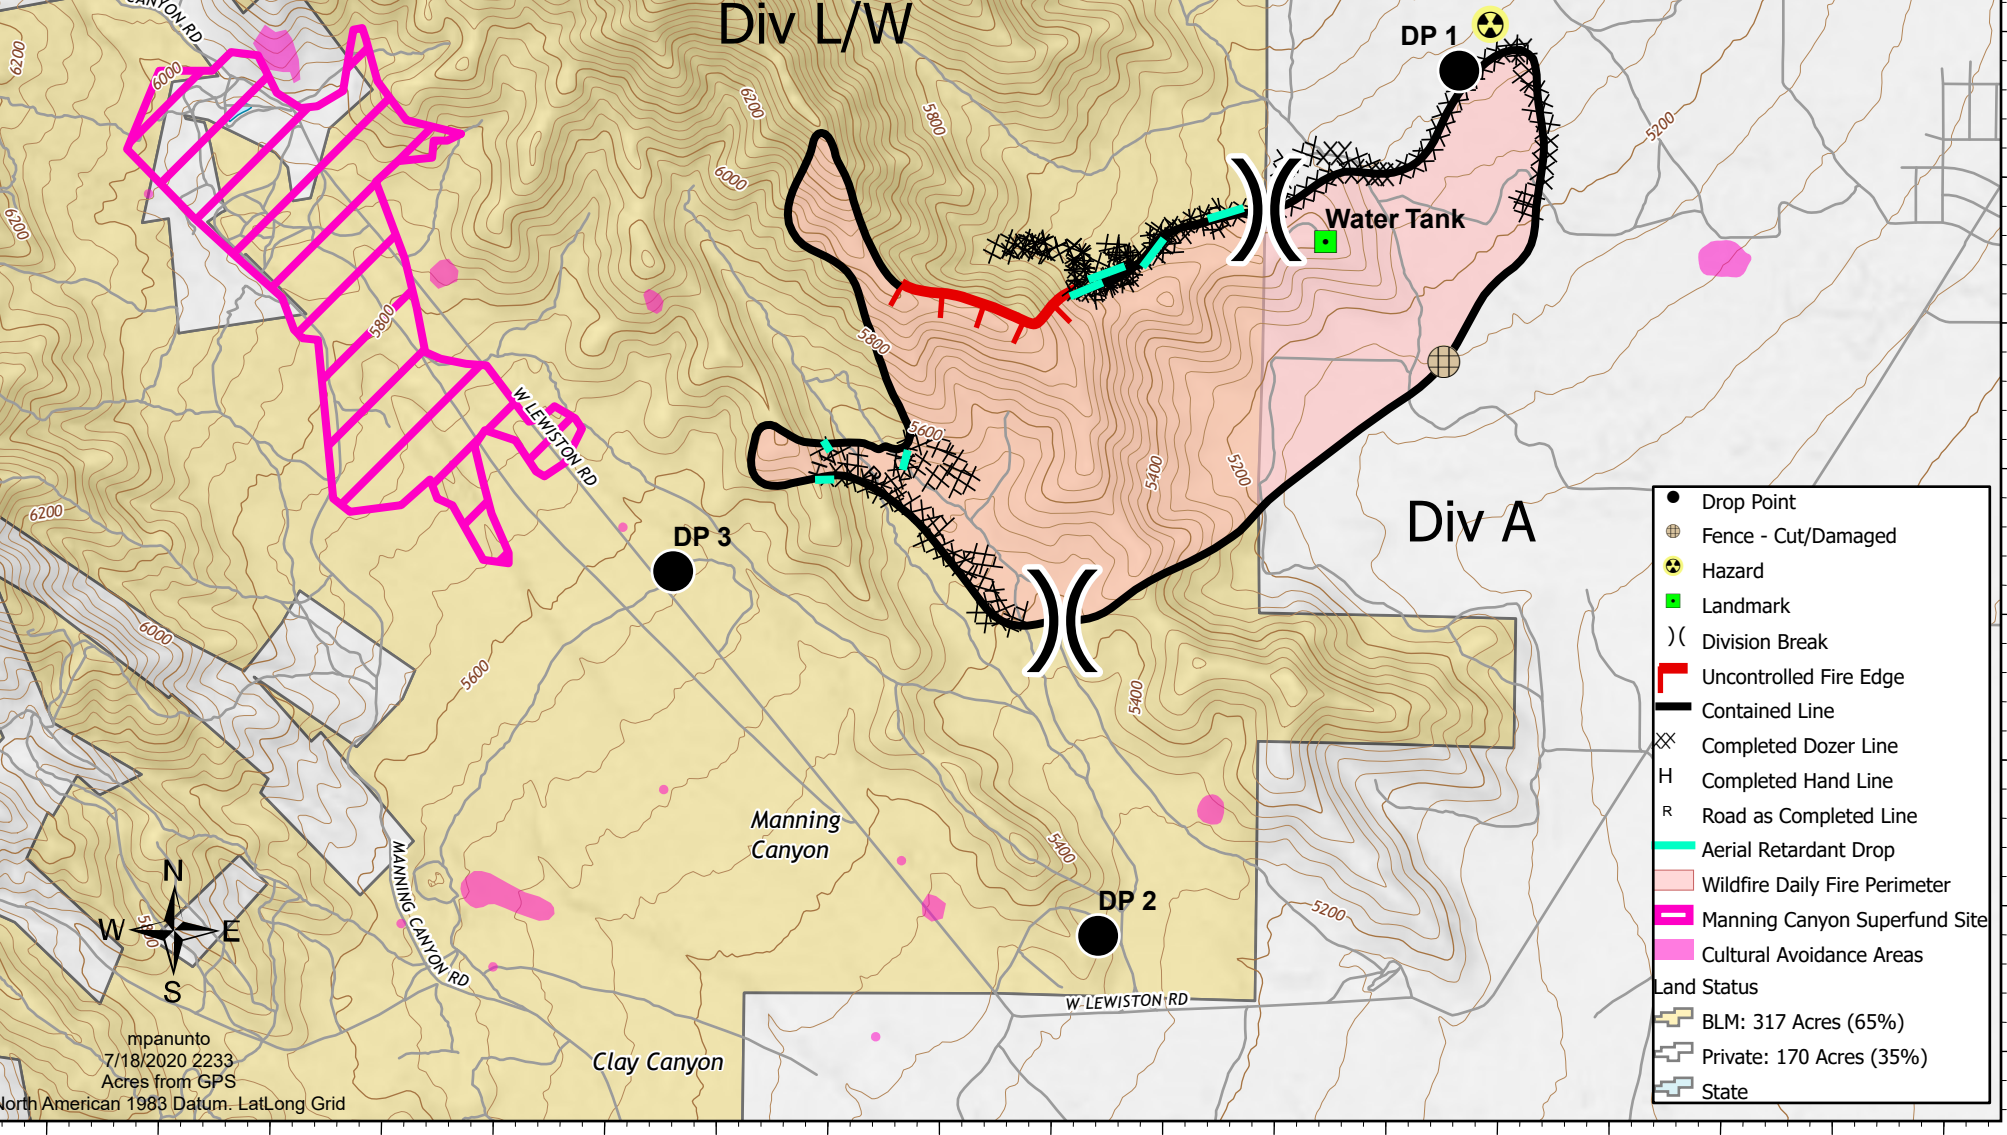 CANYON RD
Div L/W
DP 1
6200
6000
6200
5800
5200
6000
6200
Water Tank
5800
5800
W LEWISTON RD
5600
5400
5200
6200
Div A
DP 3
6000
5600
5400
Manning
Canyon
5400
MANNING CANYON RD
DP 2
5200
N
W
E
S
W LEWISTON RD
Clay Canyon
mpanunto
7/18/2020 2233
Acres from GPS
North American 1983 Datum. LatLong Grid
Drop Point
Fence - Cut/Damaged
Hazard
Landmark
)( Division Break
Uncontrolled Fire Edge
Contained Line
Completed Dozer Line
H Completed Hand Line
R Road as Completed Line
Aerial Retardant Drop
Wildfire Daily Fire Perimeter
Manning Canyon Superfund Site
Cultural Avoidance Areas
Land Status
BLM: 317 Acres (65%)
Private: 170 Acres (35%)
State